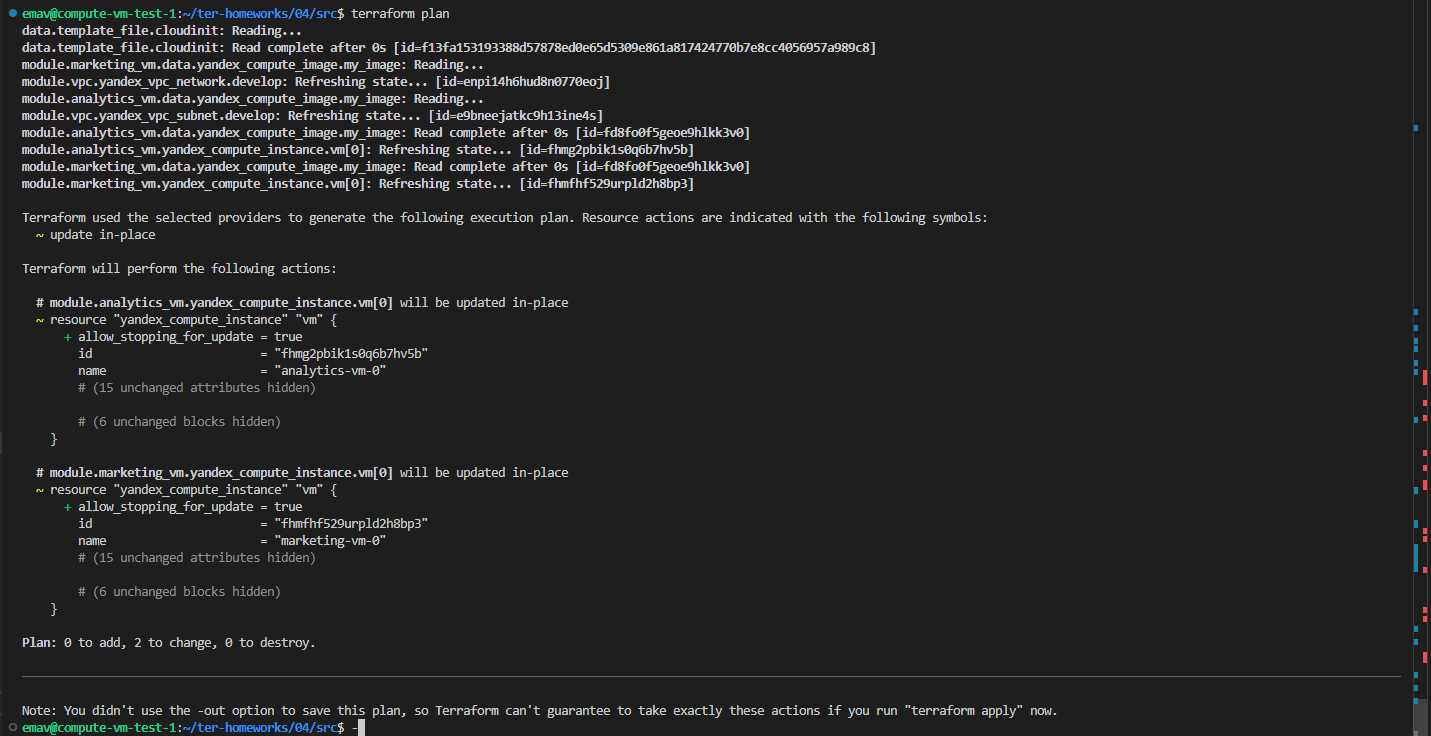 emav@compute-vm-test-1:~/ter-homeworks/04/src$ terraform plan
data.template_file.cloudinit: Reading...
data.template_file.cloudinit: Read complete after 0s [id=f13fa153193388d57878ed0e65d5309e861a817424770b7e8cc4056957a989c8]
module.marketing_vm.data.yandex_compute_image.my_image: Reading...
module.vpc.yandex_vpc_network.develop: Refreshing state... [id=enpi14h6hud8n0770eoj]
module.analytics_vm.data.yandex_compute_image.my_image: Reading...
module.vpc.yandex_vpc_subnet.develop: Refreshing state... [id=e9bneejatkc9h13ine4s]
module.analytics_vm.data.yandex_compute_image.my_image: Read complete after 0s [id=fd8fo0f5geoe9hlkk3v0]
module.analytics_vm.yandex_compute_instance.vm[0]: Refreshing state... [id=fhmg2pbik1s0q6b7hv5b]
module.marketing_vm.data.yandex_compute_image.my_image: Read complete after 0s [id=fd8fo0f5geoe9hlkk3v0]
module.marketing_vm.yandex_compute_instance.vm[0]: Refreshing state... [id=fhmfhf529urpld2h8bp3]

Terraform used the selected providers to generate the following execution plan. Resource actions are indicated with the following symbols:
  ~ update in-place

Terraform will perform the following actions:

  # module.analytics_vm.yandex_compute_instance.vm[0] will be updated in-place
  ~ resource "yandex_compute_instance" "vm" {
      + allow_stopping_for_update = true
        id                        = "fhmg2pbik1s0q6b7hv5b"
        name                      = "analytics-vm-0"
        # (15 unchanged attributes hidden)

        # (6 unchanged blocks hidden)
    }

  # module.marketing_vm.yandex_compute_instance.vm[0] will be updated in-place
  ~ resource "yandex_compute_instance" "vm" {
      + allow_stopping_for_update = true
        id                        = "fhmfhf529urpld2h8bp3"
        name                      = "marketing-vm-0"
        # (15 unchanged attributes hidden)

        # (6 unchanged blocks hidden)
    }

Plan: 0 to add, 2 to change, 0 to destroy.

Note: You didn't use the -out option to save this plan, so Terraform can't guarantee to take exactly these actions if you run "terraform apply" now.
emav@compute-vm-test-1:~/ter-homeworks/04/src$ -